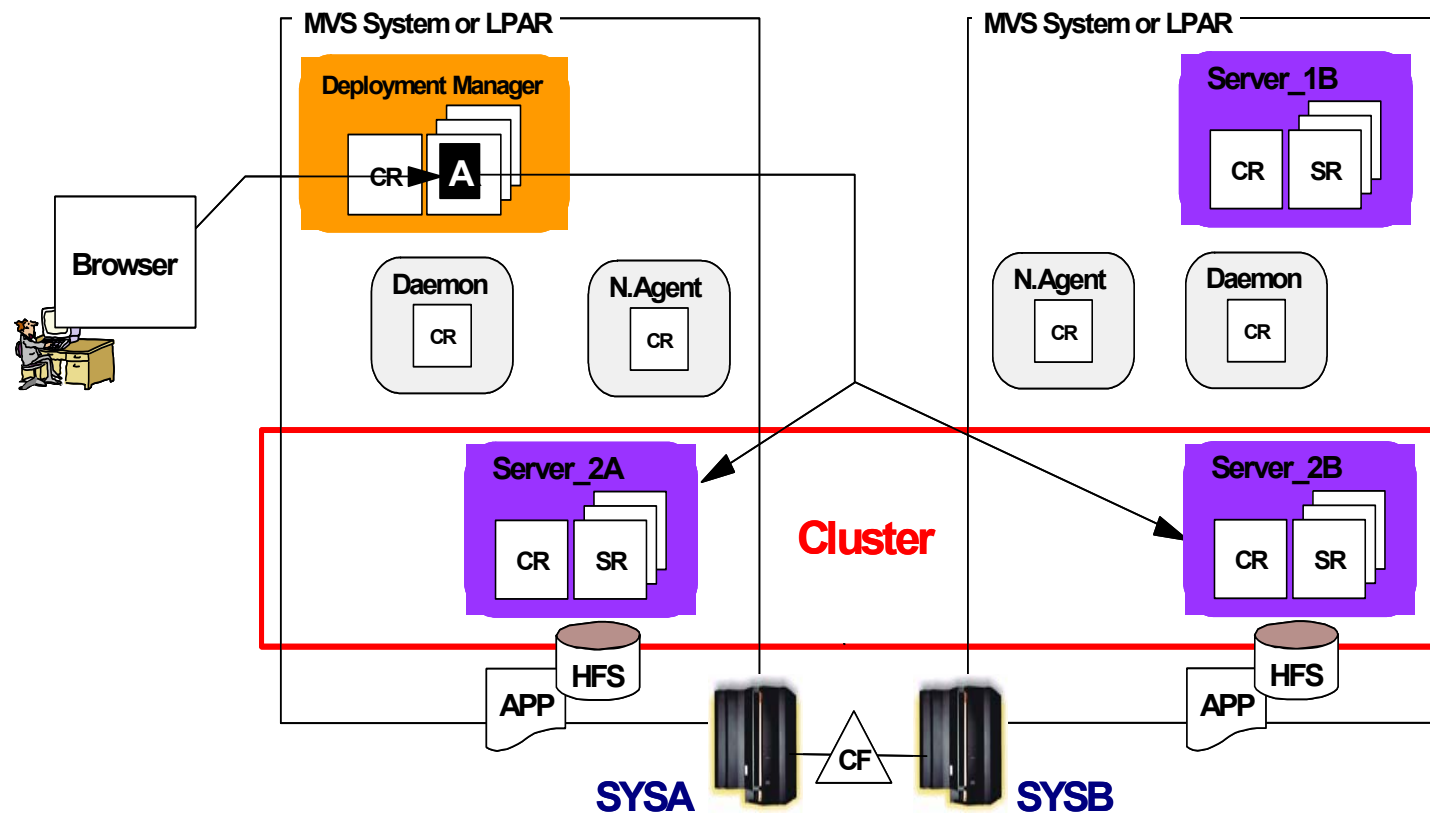 MVS System or LPAR
MVS System or LPAR
Deployment Manager
CR
A
Server_1B
CR
SR
Browser
Daemon
CR
N.Agent
CR
N.Agent
CR
Daemon
CR
Server_2A
CR
SR
Cluster
Server_2B
CR
SR
HFS
APP
HFS
APP
CF
SYSA
SYSB